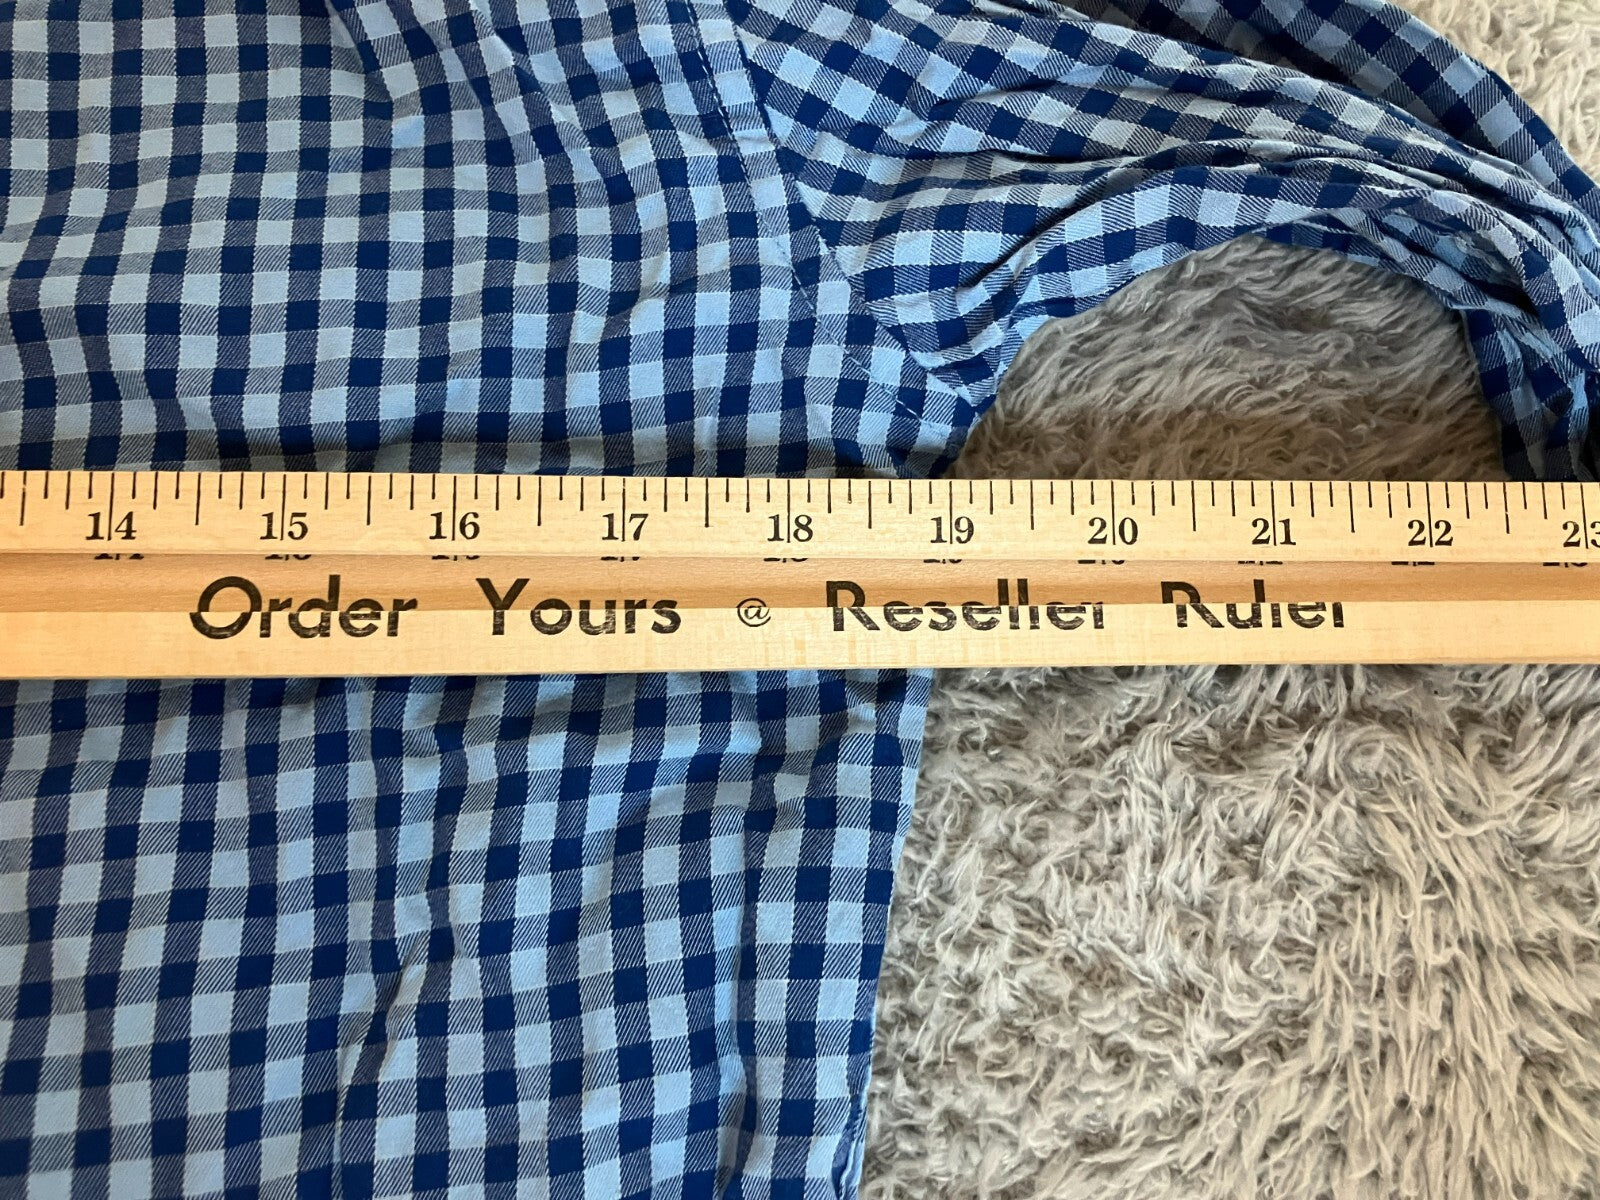 14 15 16 17 18 19 20 21 22 23
Order Yours @ Reseller Ruler